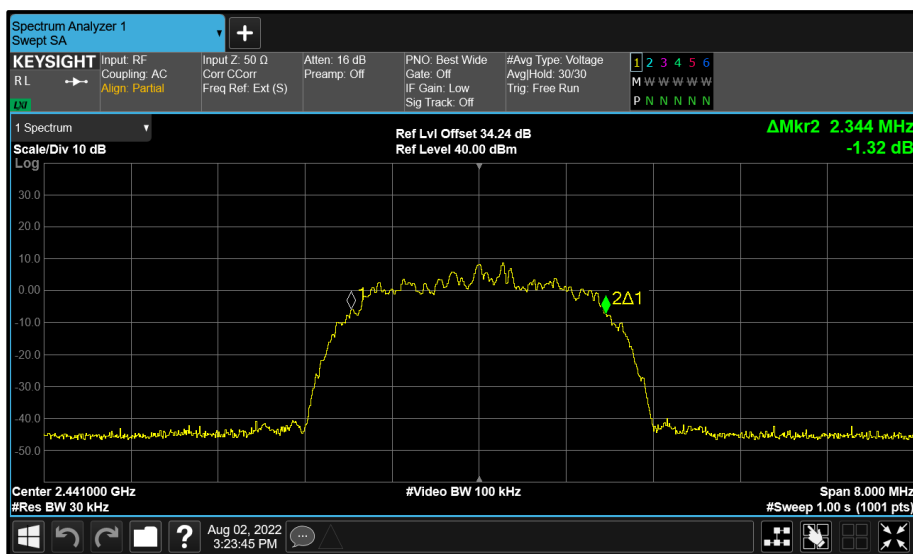 Spectrum Analyzer 1
Swept SA
KEYSIGHT
RL
LXI
Input: RF
Coupling: AC
Align: Partial
Input Z: 50 Ω
Corr CCorr
Freq Ref: Ext (S)
Atten: 16 dB
Preamp: Off
PNO: Best Wide
Gate: Off
IF Gain: Low
Sig Track: Off
#Avg Type: Voltage
Avg|Hold: 30/30
Trig: Free Run
1 2 3 4 5 6
M W W W W W
P N N N N N
1 Spectrum
Scale/Div 10 dB
Log
Ref Lvl Offset 34.24 dB
Ref Level 40.00 dBm
ΔMkr2 2.344 MHz
-1.32 dB
30.0
20.0
10.0
0.00
-10.0
-20.0
-30.0
-40.0
-50.0
1
2Δ1
Center 2.441000 GHz
#Res BW 30 kHz
#Video BW 100 kHz
Span 8.000 MHz
#Sweep 1.00 s (1001 pts)
?
Aug 02, 2022
3:23:45 PM